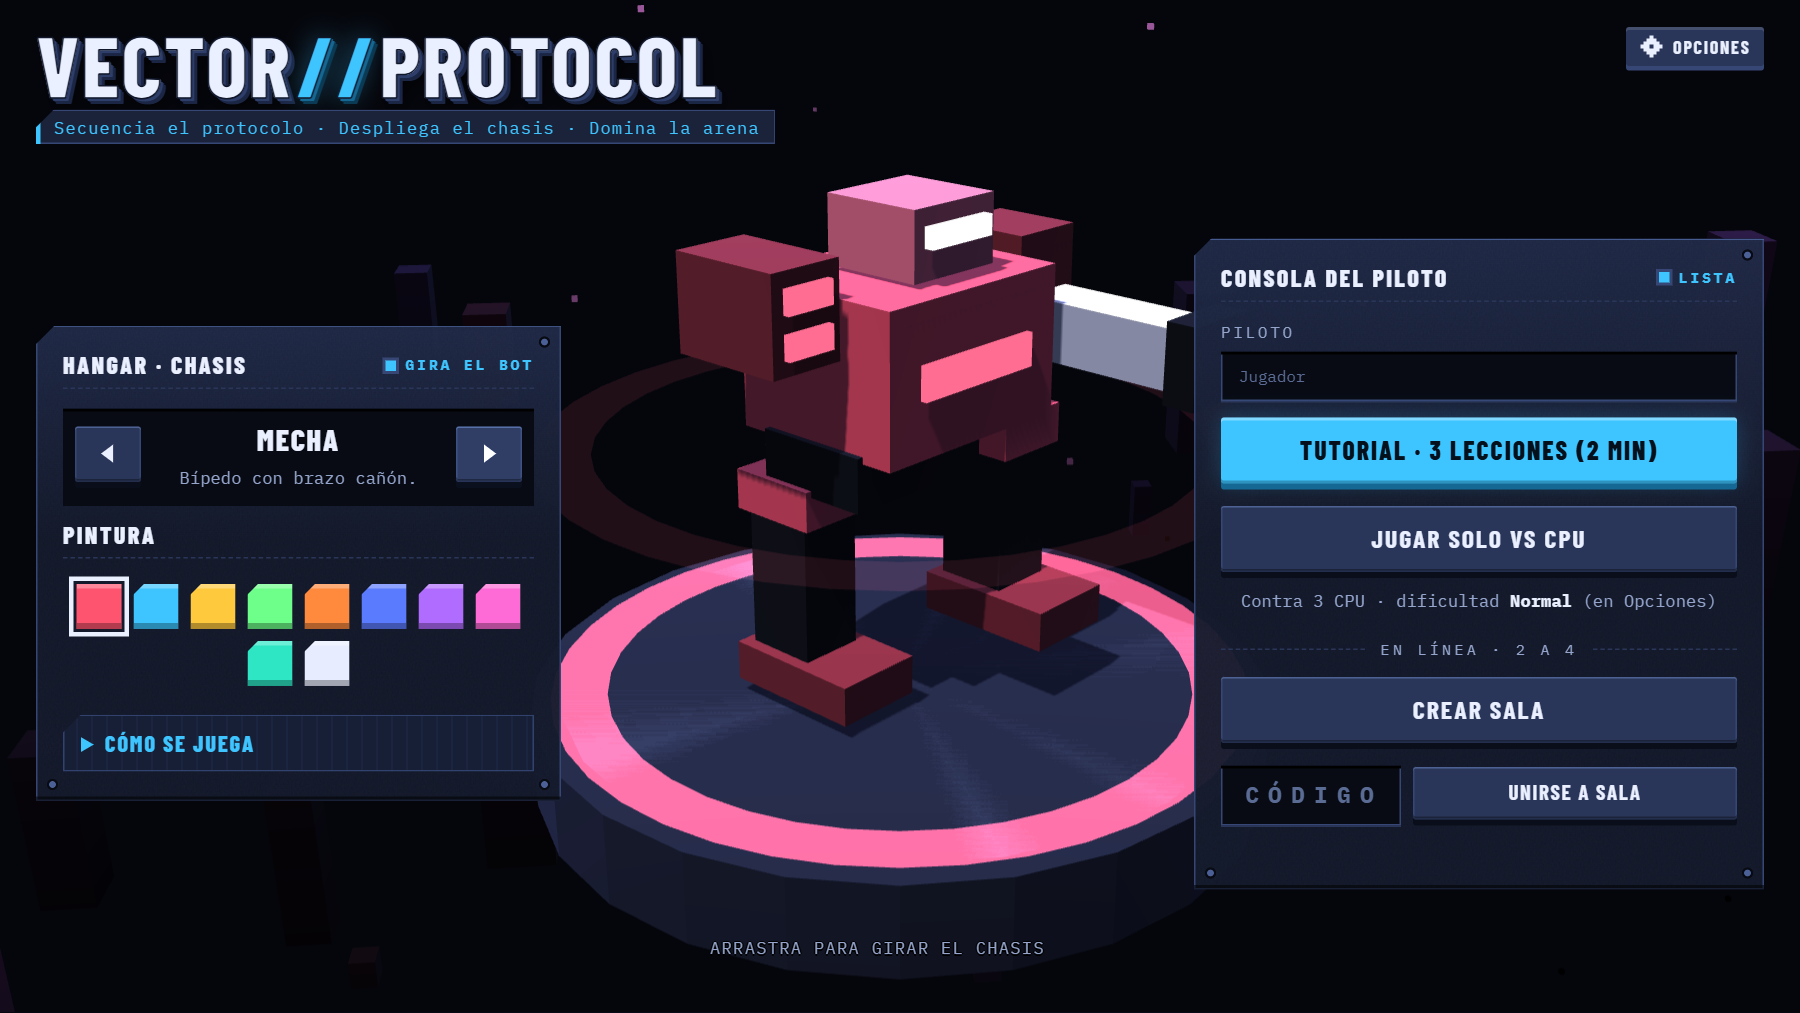 VECTOR//PROTOCOL
OPCIONES
Secuencia el protocolo · Despliega el chasis · Domina la arena
HANGAR · CHASIS
GIRA EL BOT
MECHA
Bípedo con brazo cañón.
PINTURA
CÓMO SE JUEGA
CONSOLA DEL PILOTO
LISTA
PILOTO
Jugador
TUTORIAL · 3 LECCIONES (2 MIN)
JUGAR SOLO VS CPU
Contra 3 CPU · dificultad Normal (en Opciones)
EN LÍNEA · 2 A 4
CREAR SALA
CÓDIGO
UNIRSE A SALA
ARRASTRA PARA GIRAR EL CHASIS